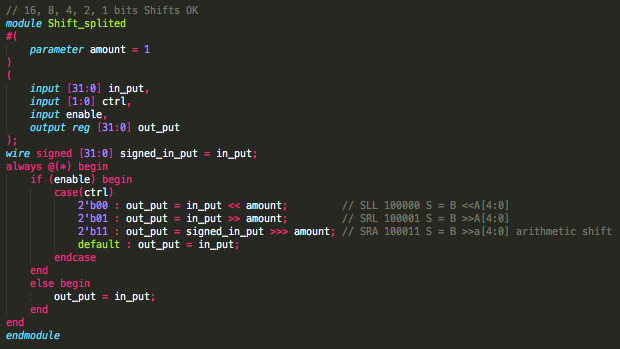 // 16, 8, 4, 2, 1 bits Shifts OK
module Shift_splited
#(
    parameter amount = 1
)
(
    input [31:0] in_put,
    input [1:0] ctrl,
    input enable,
    output reg [31:0] out_put
);
wire signed [31:0] signed_in_put = in_put;
always @(*) begin
    if (enable) begin
        case(ctrl)
            2'b00 : out_put = in_put << amount;         // SLL 100000 S = B <<A[4:0]
            2'b01 : out_put = in_put >> amount;         // SRL 100001 S = B >>A[4:0]
            2'b11 : out_put = signed_in_put >>> amount; // SRA 100011 S = B >>a[4:0] arithmetic shift
            default : out_put = in_put;
        endcase
    end
    else begin
        out_put = in_put;
    end
end
endmodule